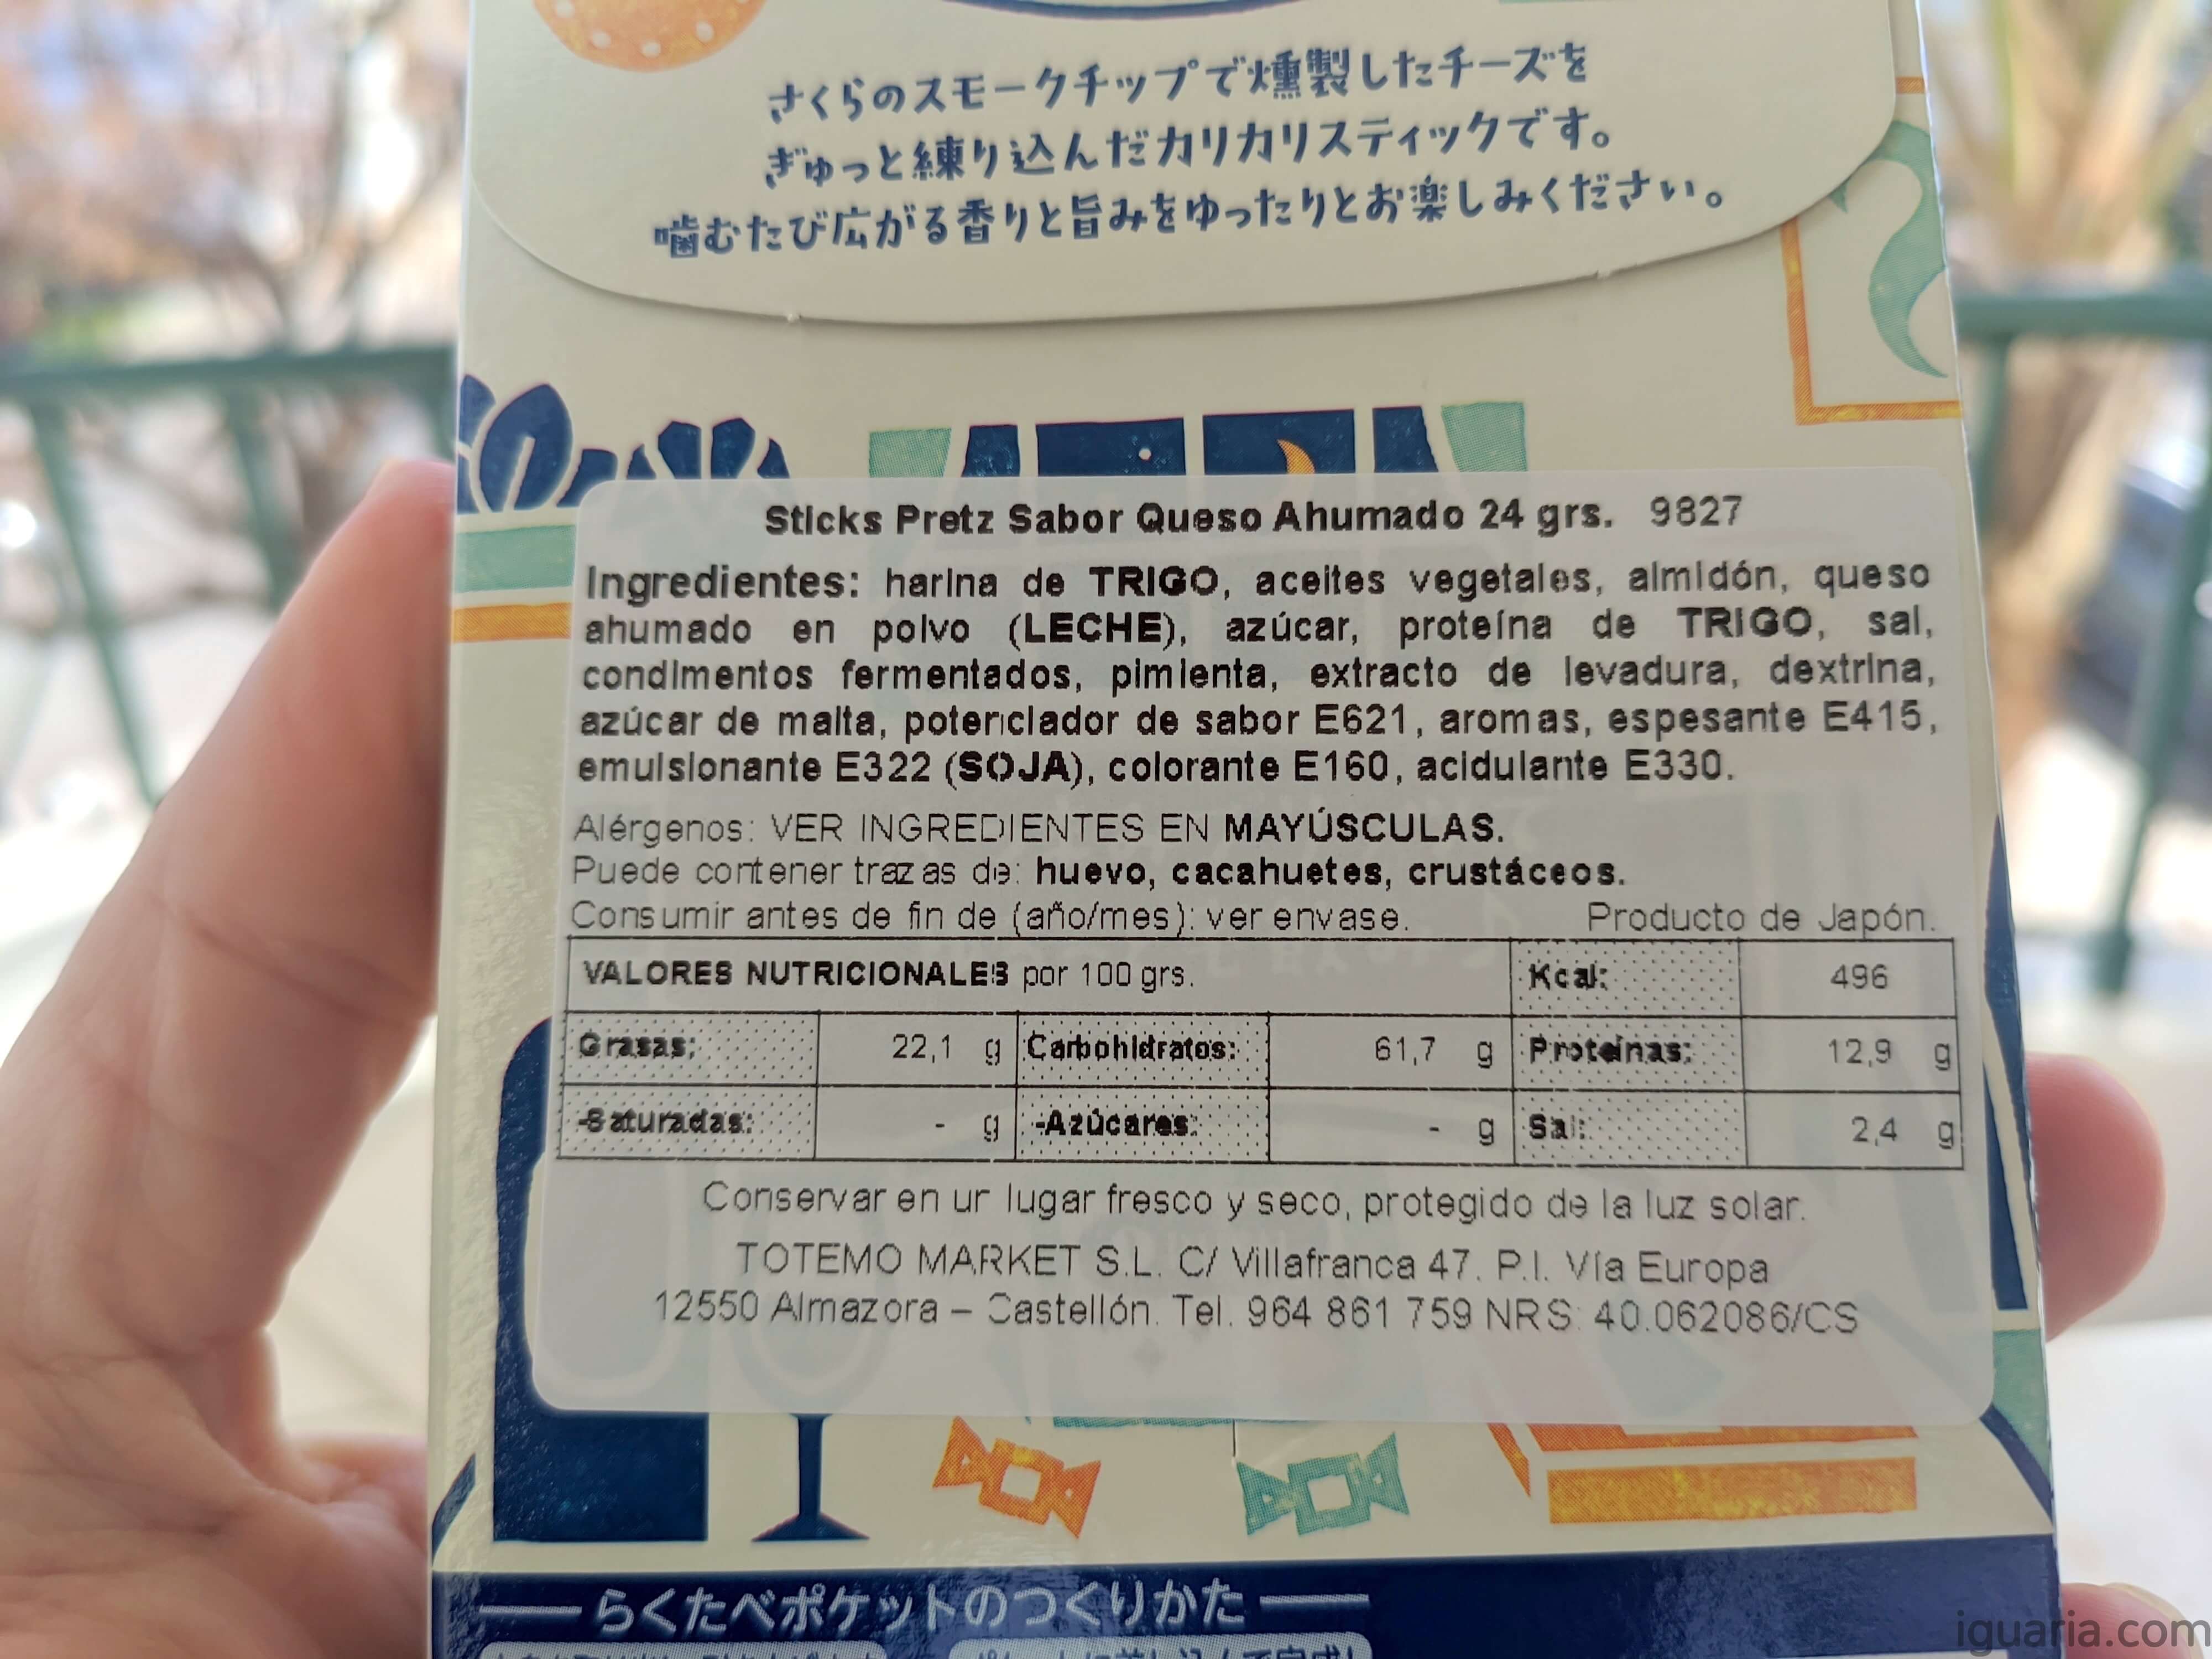 さくらのスモークチップで燻製したチーズを
ぎゅっと練り込んだカリカリスティックです。
噛むたび広がる香りと旨みをゆったりとお楽しみください。
Sticks Pretz Sabor Queso Ahumado 24 grs. 9827
Ingredientes: harina de TRIGO, aceites vegetales, almidón, queso
ahumado en polvo (LECHE), azúcar, proteína de TRIGO, sal,
condimentos fermentados, pimienta, extracto de levadura, dextrina,
azúcar de malta, potenciador de sabor E621, aromas, espesante E415,
emulsionante E322 (SOJA), colorante E160, acidulante E330.
Alérgenos: VER INGREDIENTES EN MAYÚSCULAS.
Puede contener trazas de: huevo, cacahuetes, crustáceos.
Consumir antes de fin de (año/mes): ver envase. Producto de Japón.
VALORES NUTRICIONALES por 100 grs. Kcal: 496
Grasas: 22,1 g Carbohidratos: 61,7 g Proteínas: 12,9 g
-Saturadas: - g -Azúcares: - g Sal: 2,4 g
Conservar en un lugar fresco y seco, protegido de la luz solar.
TOTEMO MARKET S.L. C/ Villafranca 47. P.I. Vía Europa
12550 Almazora – Castellón. Tel. 964 861 759 NRS: 40.062086/CS
らくたべポケットのつくりかた
iguaria.com